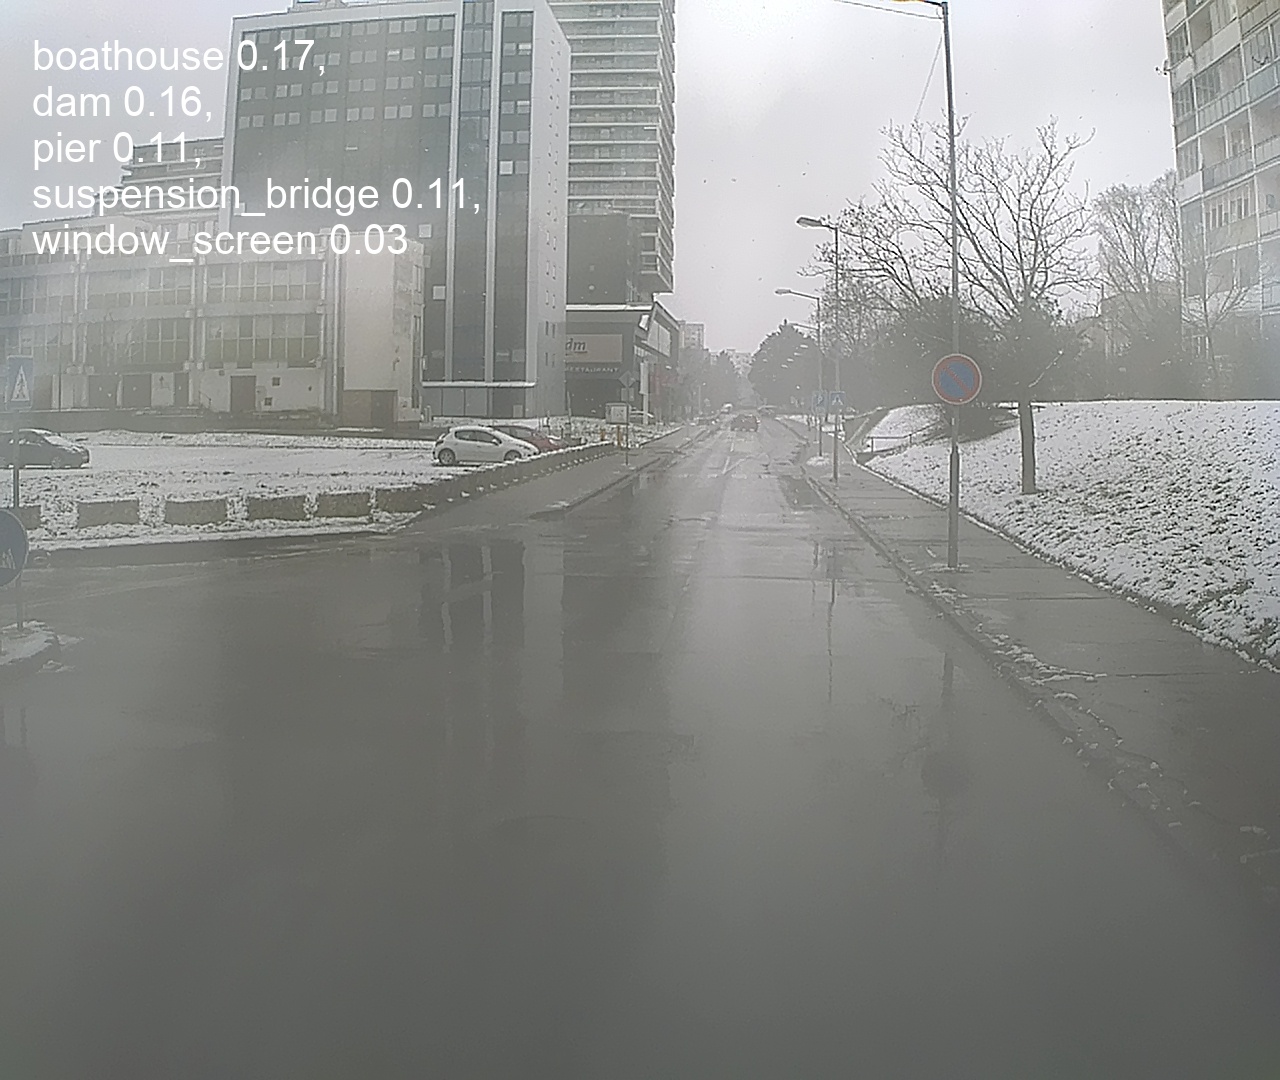 boathouse 0.17,
dam 0.16,
pier 0.11,
suspension_bridge 0.11,
window_screen 0.03
dm
RESTAURANT